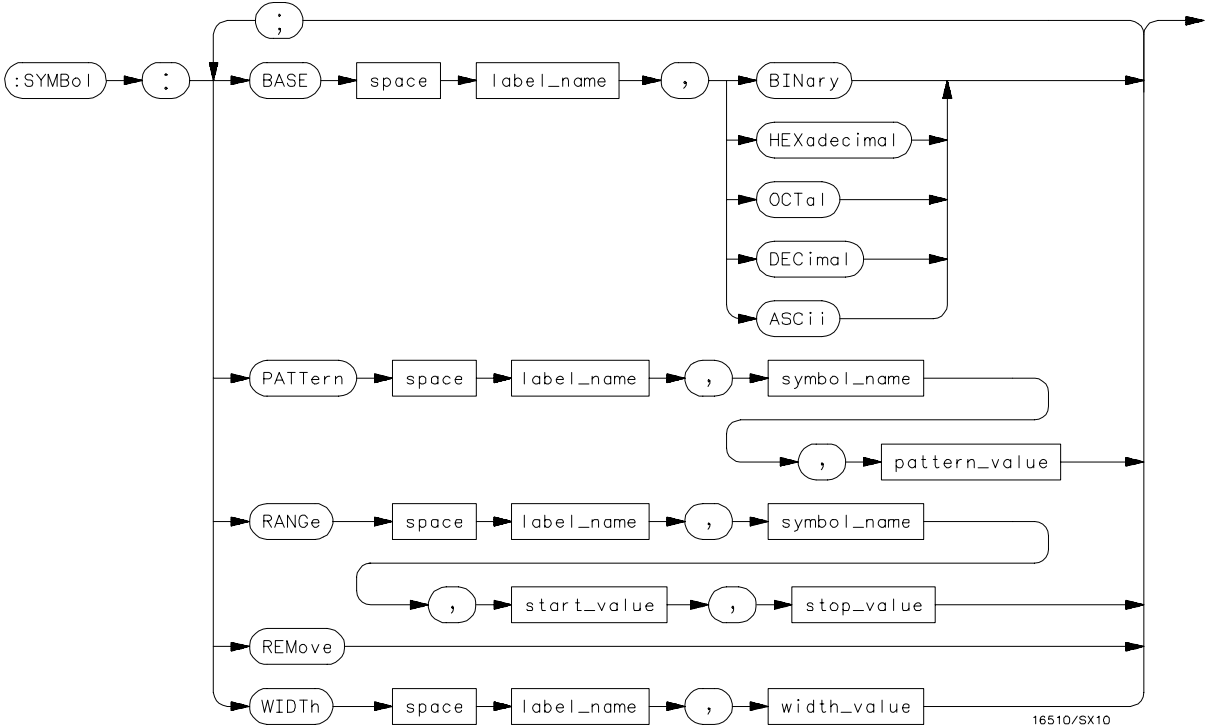 ;
:SYMBol : BASE space label_name , BINary
HEXadecimal
OCTal
DECimal
ASCii
PATTern space label_name , symbol_name
, pattern_value
RANGe space label_name , symbol_name
, start_value , stop_value
REMove
WIDTh space label_name , width_value
16510/SX10